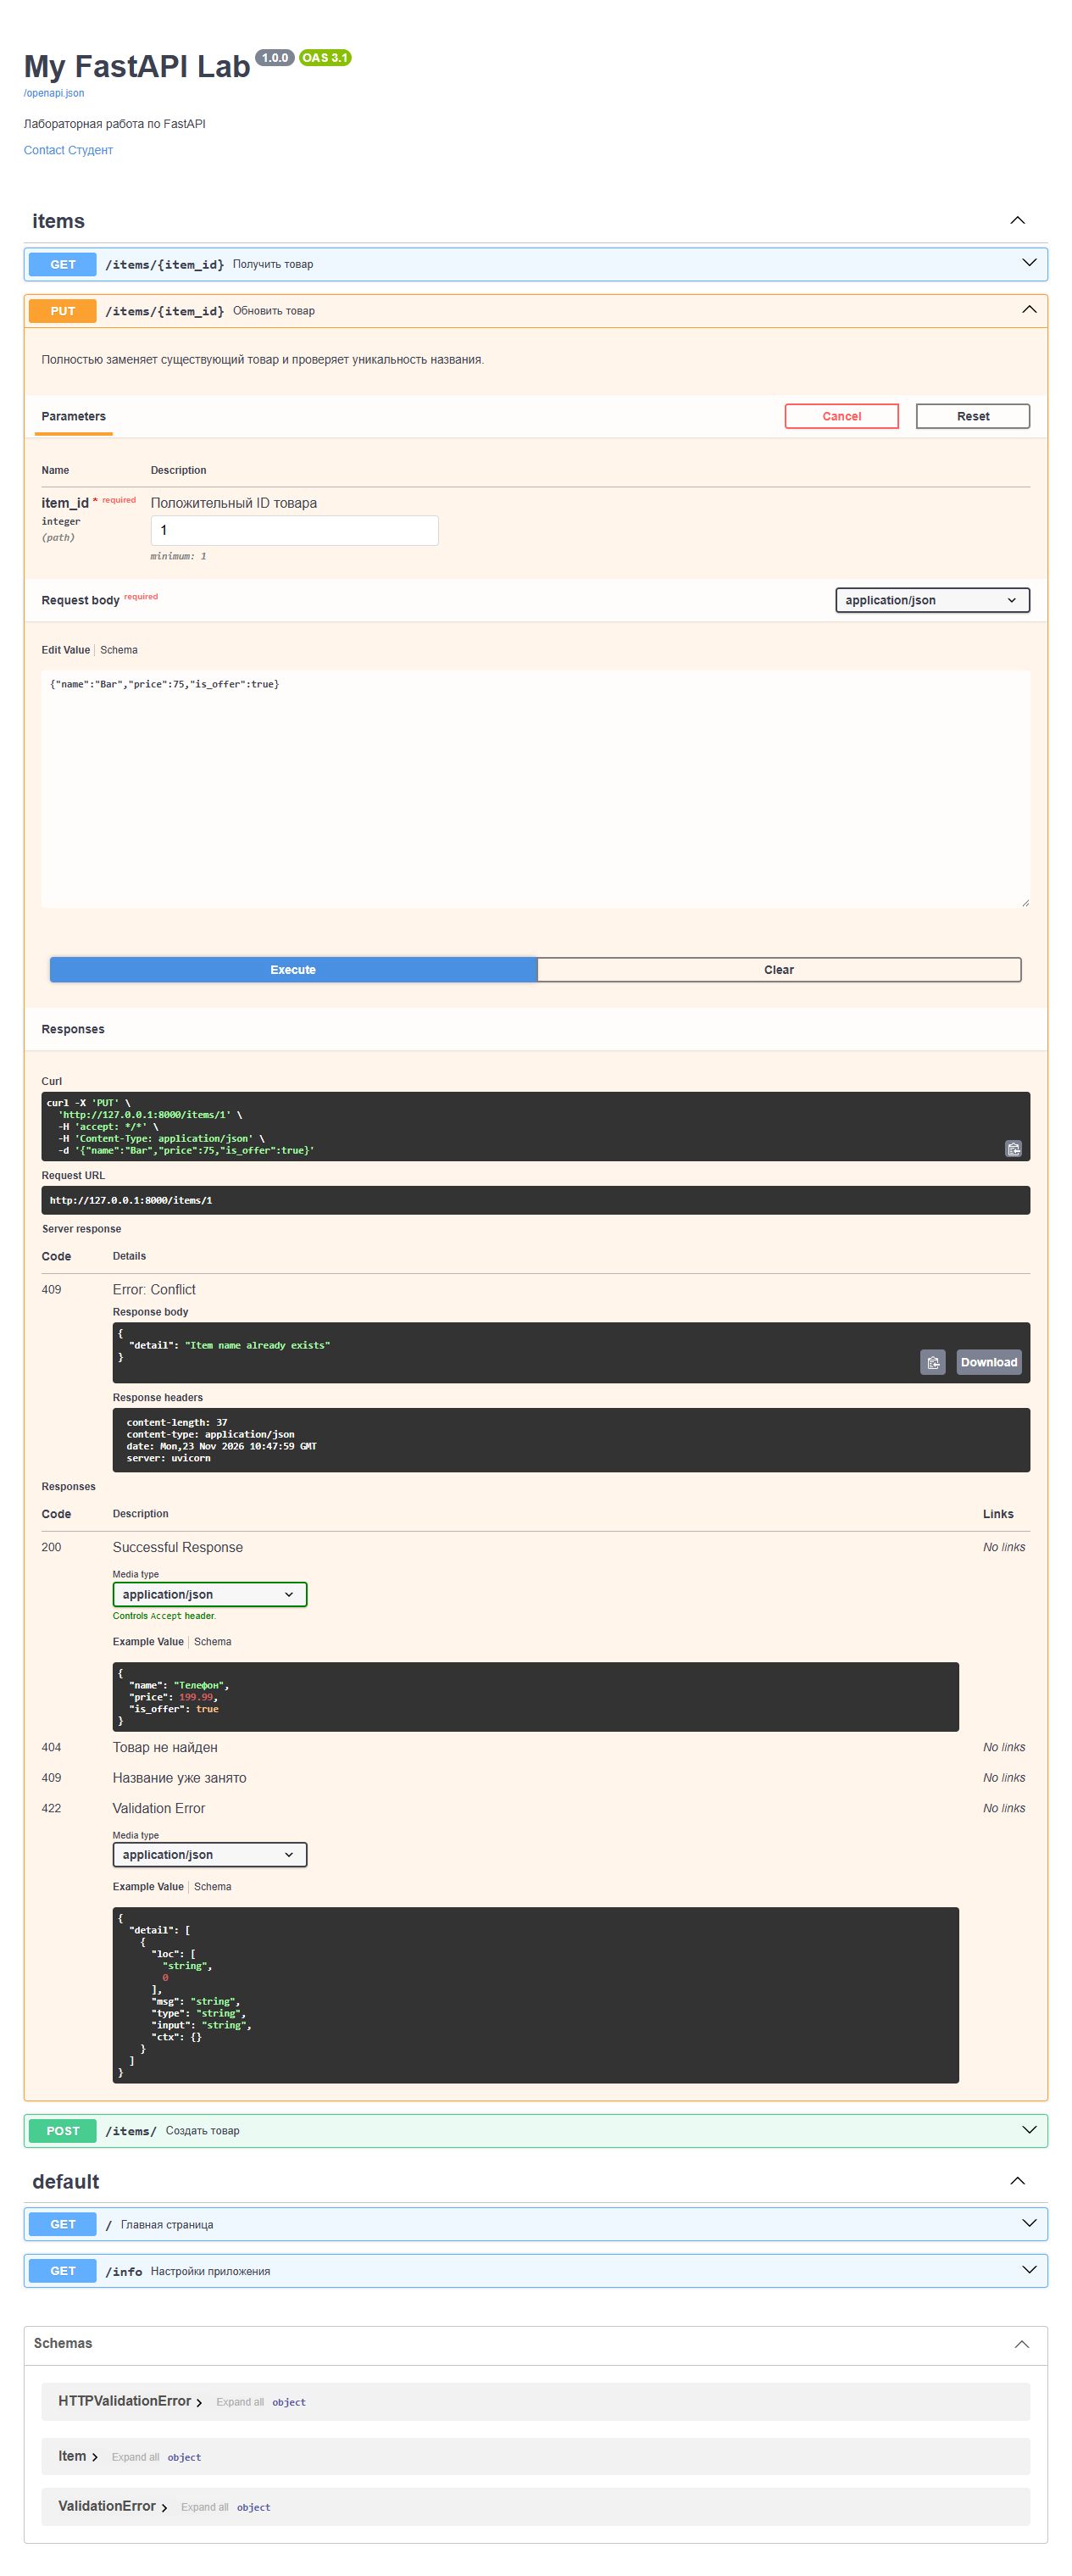 My FastAPI Lab 1.0.0 OAS 3.1
/openapi.json
Лабораторная работа по FastAPI
Contact Студент
items
GET /items/{item_id} Получить товар
PUT /items/{item_id} Обновить товар
Полностью заменяет существующий товар и проверяет уникальность названия.
Parameters Cancel Reset
Name Description
item_id * required Положительный ID товара
integer 1
(path)
minimum: 1
Request body required application/json
Edit Value Schema
{"name":"Bar","price":75,"is_offer":true}
Execute Clear
Responses
Curl
curl -X 'PUT' \
'http://127.0.0.1:8000/items/1' \
-H 'accept: */*' \
-H 'Content-Type: application/json' \
-d '{"name":"Bar","price":75,"is_offer":true}'
Request URL
http://127.0.0.1:8000/items/1
Server response
Code Details
409 Error: Conflict
Response body
{
"detail": "Item name already exists"
}
Download
Response headers
content-length: 37
content-type: application/json
date: Mon,23 Nov 2026 10:47:59 GMT
server: uvicorn
Responses
Code Description Links
200 Successful Response No links
Media type
application/json
Controls Accept header.
Example Value Schema
{
"name": "Телефон",
"price": 199.99,
"is_offer": true
}
404 Товар не найден No links
409 Название уже занято No links
422 Validation Error No links
Media type
application/json
Example Value Schema
{
"detail": [
{
"loc": [
"string",
0
],
"msg": "string",
"type": "string",
"input": "string",
"ctx": {}
}
]
}
POST /items/ Создать товар
default
GET / Главная страница
GET /info Настройки приложения
Schemas
HTTPValidationError Expand all object
Item Expand all object
ValidationError Expand all object